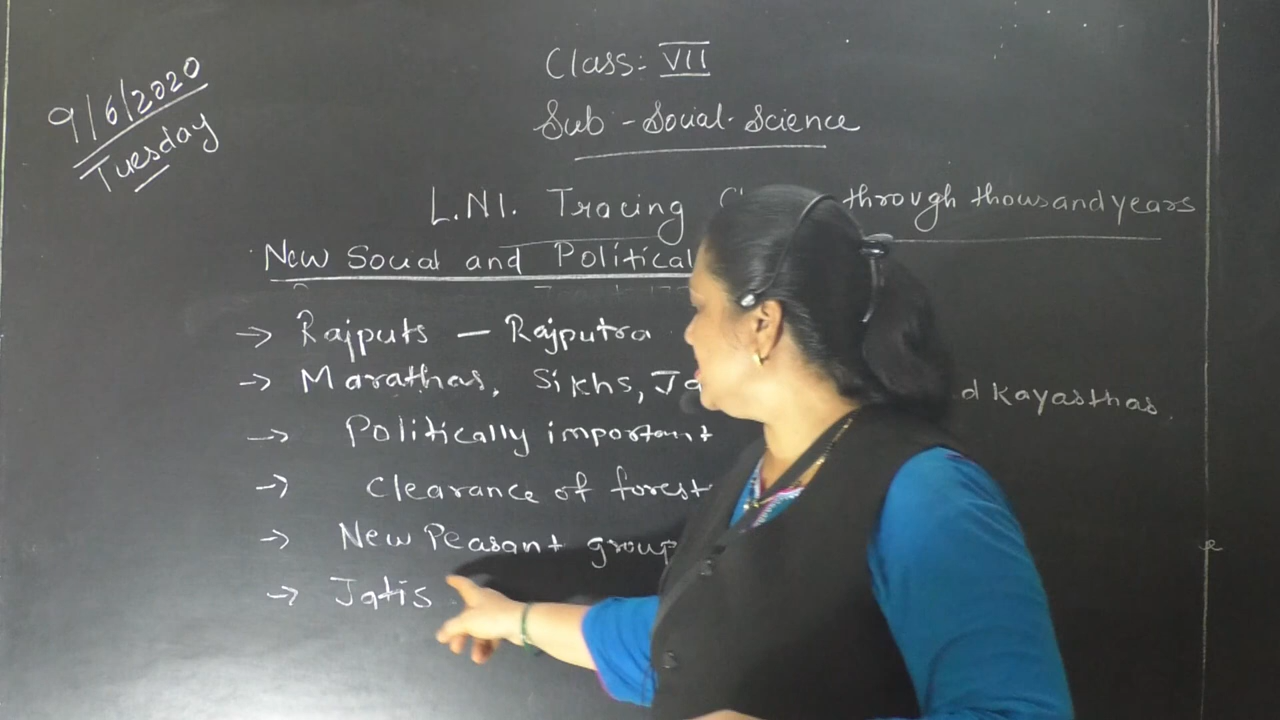 9/6/2020
Tuesday
Class: VII
Sub - Social Science
L.N1. Tracing through thousand years
New Social and Political
→ Rajputs - Rajputra
→ Marathas, Sikhs, Ja d Kayasthas.
→ Politically important
→ Clearance of forest
→ New Peasant group
→ Jatis